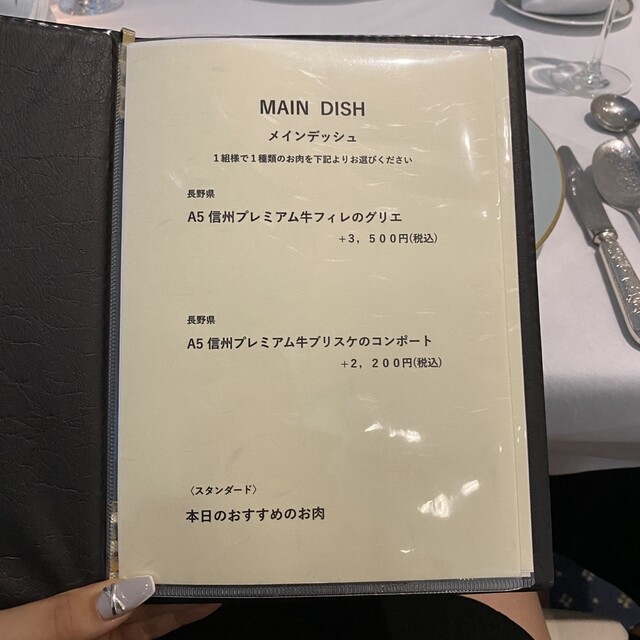 MAIN DISH
メインデッシュ
1組様で1種類のお肉を下記よりお選びください
長野県
A5 信州プレミアム牛フィレのグリエ
+3, 500円(税込)
長野県
A5 信州プレミアム牛ブリスケのコンポート
+2, 200円(税込)
〈スタンダード〉
本日のおすすめのお肉